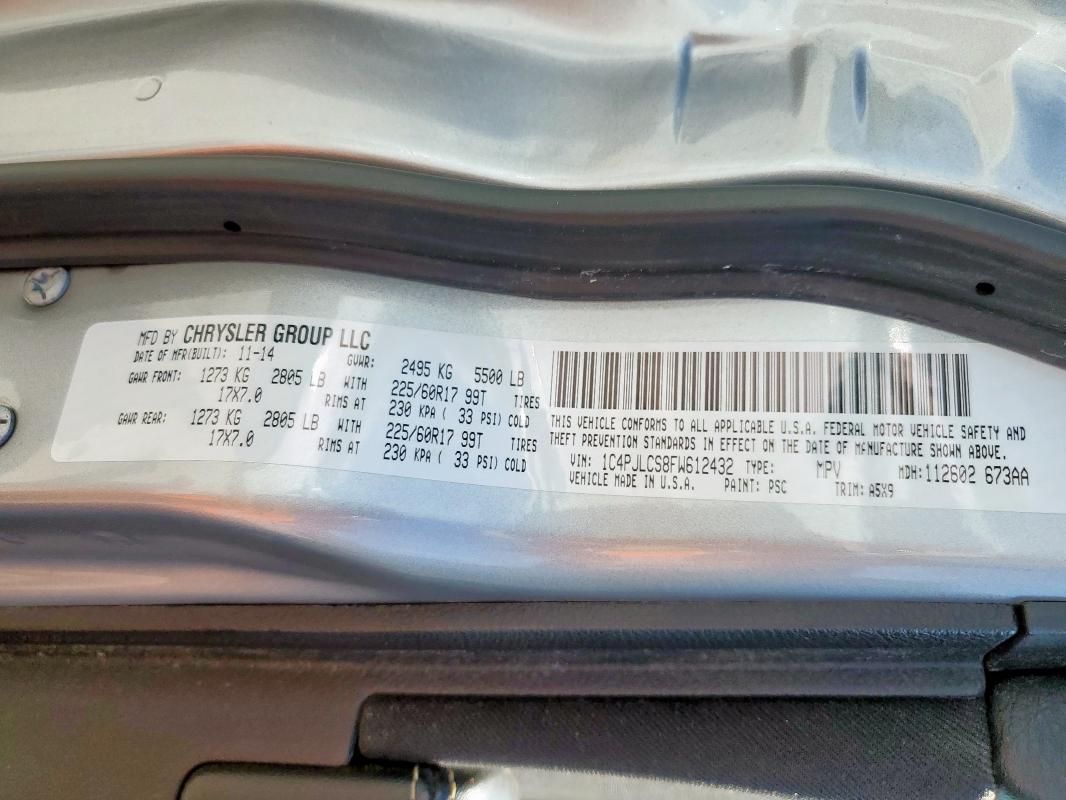 MFD BY CHRYSLER GROUP LLC
DATE OF MFR(BUILT): 11-14 GVWR: 2495 KG 5500 LB
GAWR FRONT: 1273 KG 2805 LB WITH 225/60R17 99T TIRES
17X7.0 RIMS AT 230 KPA ( 33 PSI) COLD
GAWR REAR: 1273 KG 2805 LB WITH 225/60R17 99T TIRES
17X7.0 RIMS AT 230 KPA ( 33 PSI) COLD
THIS VEHICLE CONFORMS TO ALL APPLICABLE U.S.A. FEDERAL MOTOR VEHICLE SAFETY AND
THEFT PREVENTION STANDARDS IN EFFECT ON THE DATE OF MANUFACTURE SHOWN ABOVE.
VIN: 1C4PJLCS8FW612432 TYPE: MPV MDH: 112602 673AA
VEHICLE MADE IN U.S.A. PAINT: PSC TRIM: A5X9